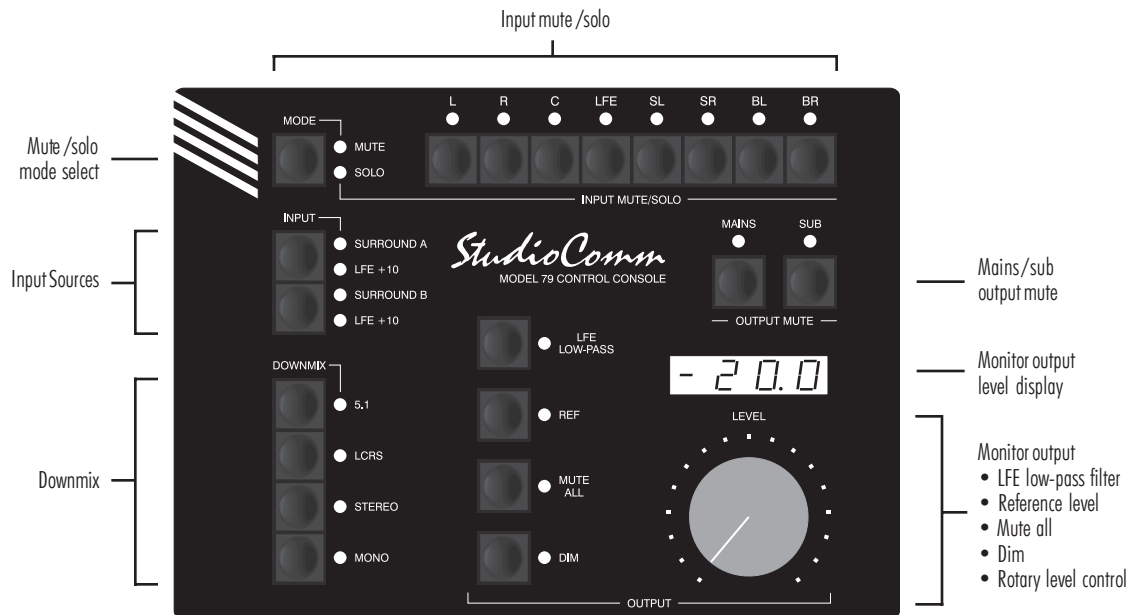 Input mute/solo
L R C LFE SL SR BL BR
MODE
MUTE
SOLO
INPUT MUTE/SOLO
Mute/solo
mode select
INPUT
SURROUND A
LFE +10
SURROUND B
LFE +10
Input Sources
StudioComm
MODEL 79 CONTROL CONSOLE
MAINS SUB
OUTPUT MUTE
Mains/sub
output mute
LFE
LOW-PASS
REF
MUTE
ALL
DIM
DOWNMIX
5.1
LCRS
STEREO
MONO
Downmix
- 20.0
LEVEL
OUTPUT
Monitor output
level display
Monitor output
• LFE low-pass filter
• Reference level
• Mute all
• Dim
• Rotary level control